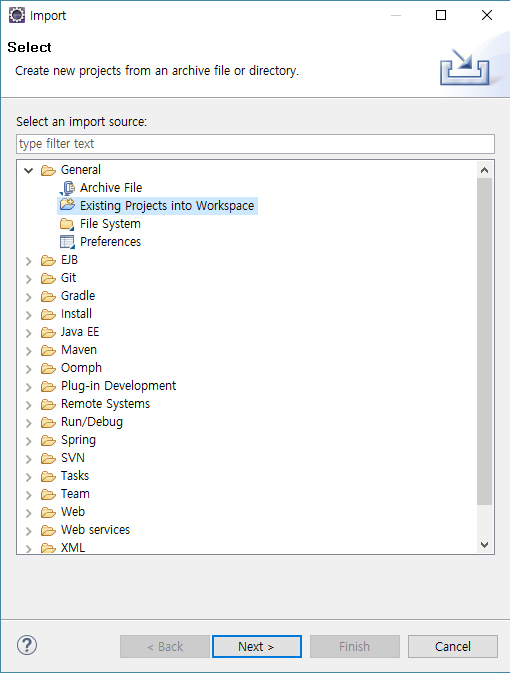 Import
Select
Create new projects from an archive file or directory.
Select an import source:
type filter text
General
Archive File
Existing Projects into Workspace
File System
Preferences
EJB
Git
Gradle
Install
Java EE
Maven
Oomph
Plug-in Development
Remote Systems
Run/Debug
Spring
SVN
Tasks
Team
Web
Web services
XML
?
< Back
Next >
Finish
Cancel